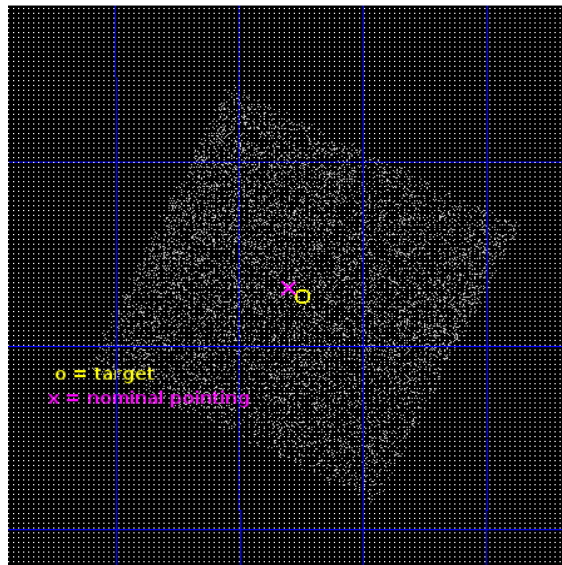 o = target
x = nominal pointing